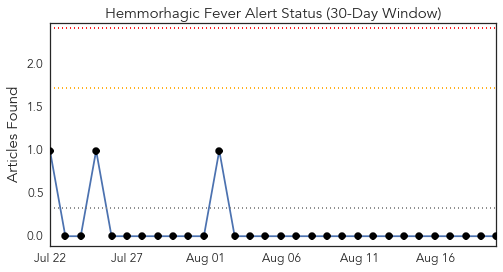 Hemmorhagic Fever Alert Status (30-Day Window)
Articles Found
2.0
1.5
1.0
0.5
0.0
Jul 22 Jul 27 Aug 01 Aug 06 Aug 11 Aug 16